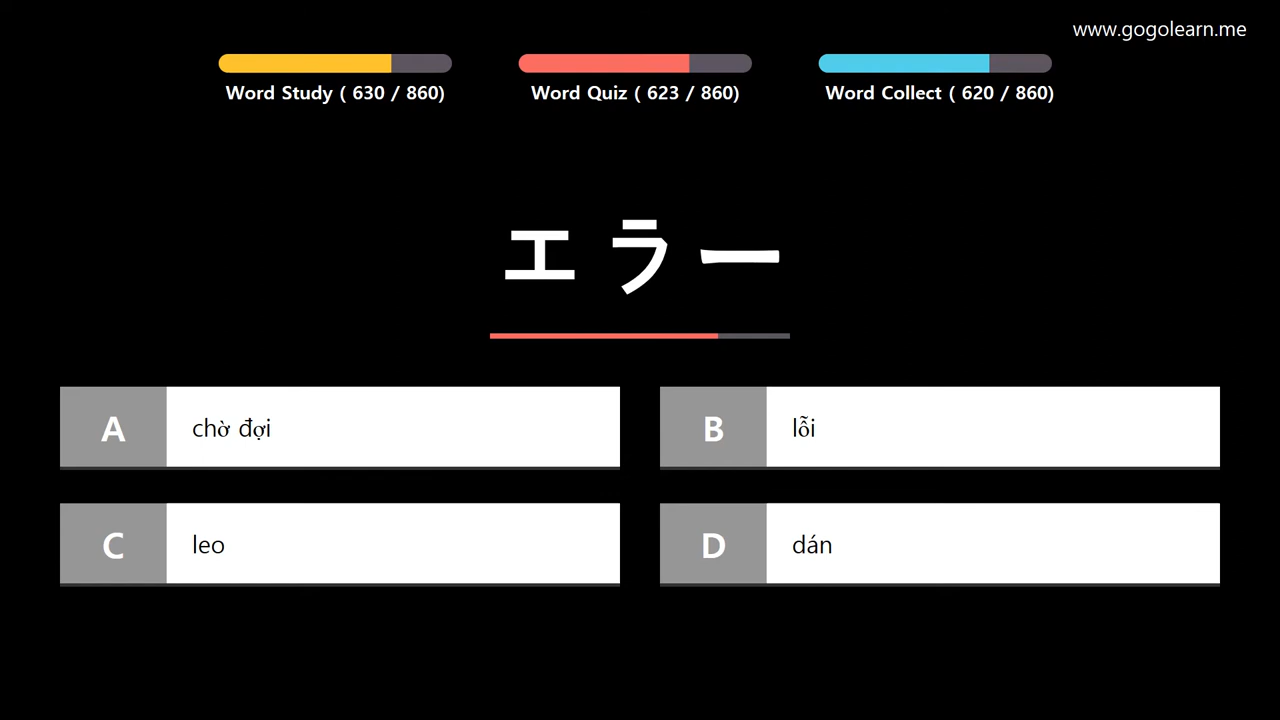 www.gogolearn.me
Word Study ( 630 / 860)
Word Quiz ( 623 / 860)
Word Collect ( 620 / 860)
エラー
A chờ đợi
B lỗi
C leo
D dán